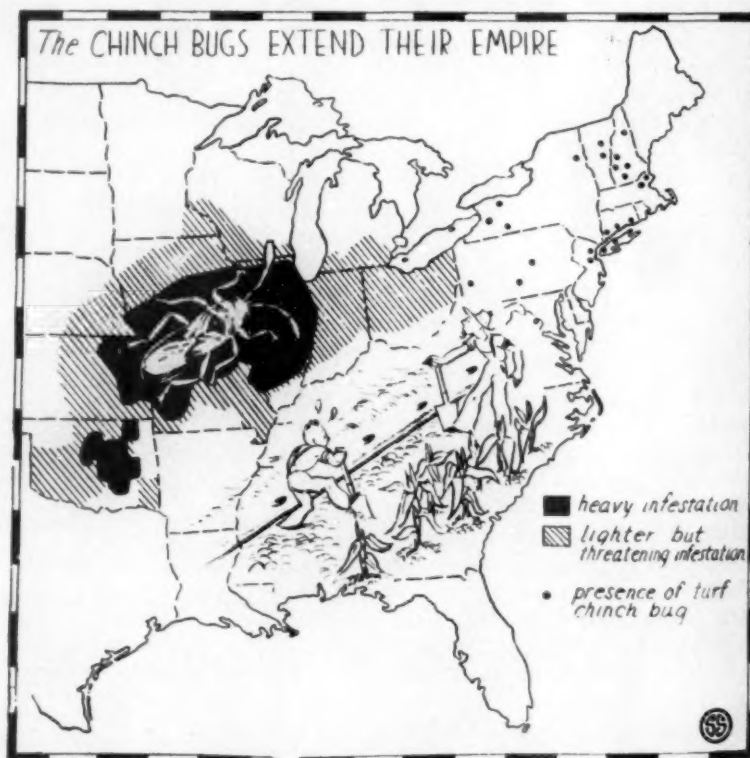 The CHINCH BUGS EXTEND THEIR EMPIRE
heavy infestation
lighter but
threatening infestation
presence of turf
chinch bug
SS